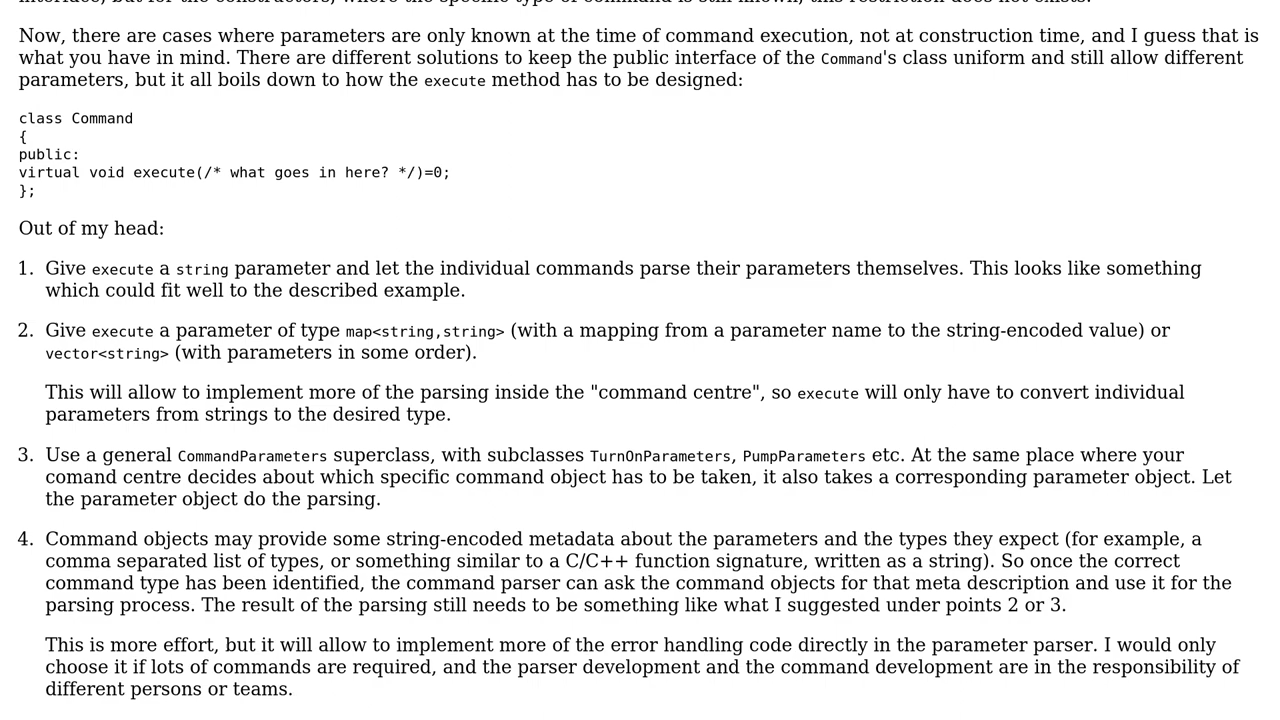 Now, there are cases where parameters are only known at the time of command execution, not at construction time, and I guess that is
what you have in mind. There are different solutions to keep the public interface of the Command's class uniform and still allow different
parameters, but it all boils down to how the execute method has to be designed:
class Command
{
public:
virtual void execute(/* what goes in here? */)=0;
};
Out of my head:
1. Give execute a string parameter and let the individual commands parse their parameters themselves. This looks like something
which could fit well to the described example.
2. Give execute a parameter of type map<string,string> (with a mapping from a parameter name to the string-encoded value) or
vector<string> (with parameters in some order).
This will allow to implement more of the parsing inside the "command centre", so execute will only have to convert individual
parameters from strings to the desired type.
3. Use a general CommandParameters superclass, with subclasses TurnOnParameters, PumpParameters etc. At the same place where your
comand centre decides about which specific command object has to be taken, it also takes a corresponding parameter object. Let
the parameter object do the parsing.
4. Command objects may provide some string-encoded metadata about the parameters and the types they expect (for example, a
comma separated list of types, or something similar to a C/C++ function signature, written as a string). So once the correct
command type has been identified, the command parser can ask the command objects for that meta description and use it for the
parsing process. The result of the parsing still needs to be something like what I suggested under points 2 or 3.
This is more effort, but it will allow to implement more of the error handling code directly in the parameter parser. I would only
choose it if lots of commands are required, and the parser development and the command development are in the responsibility of
different persons or teams.